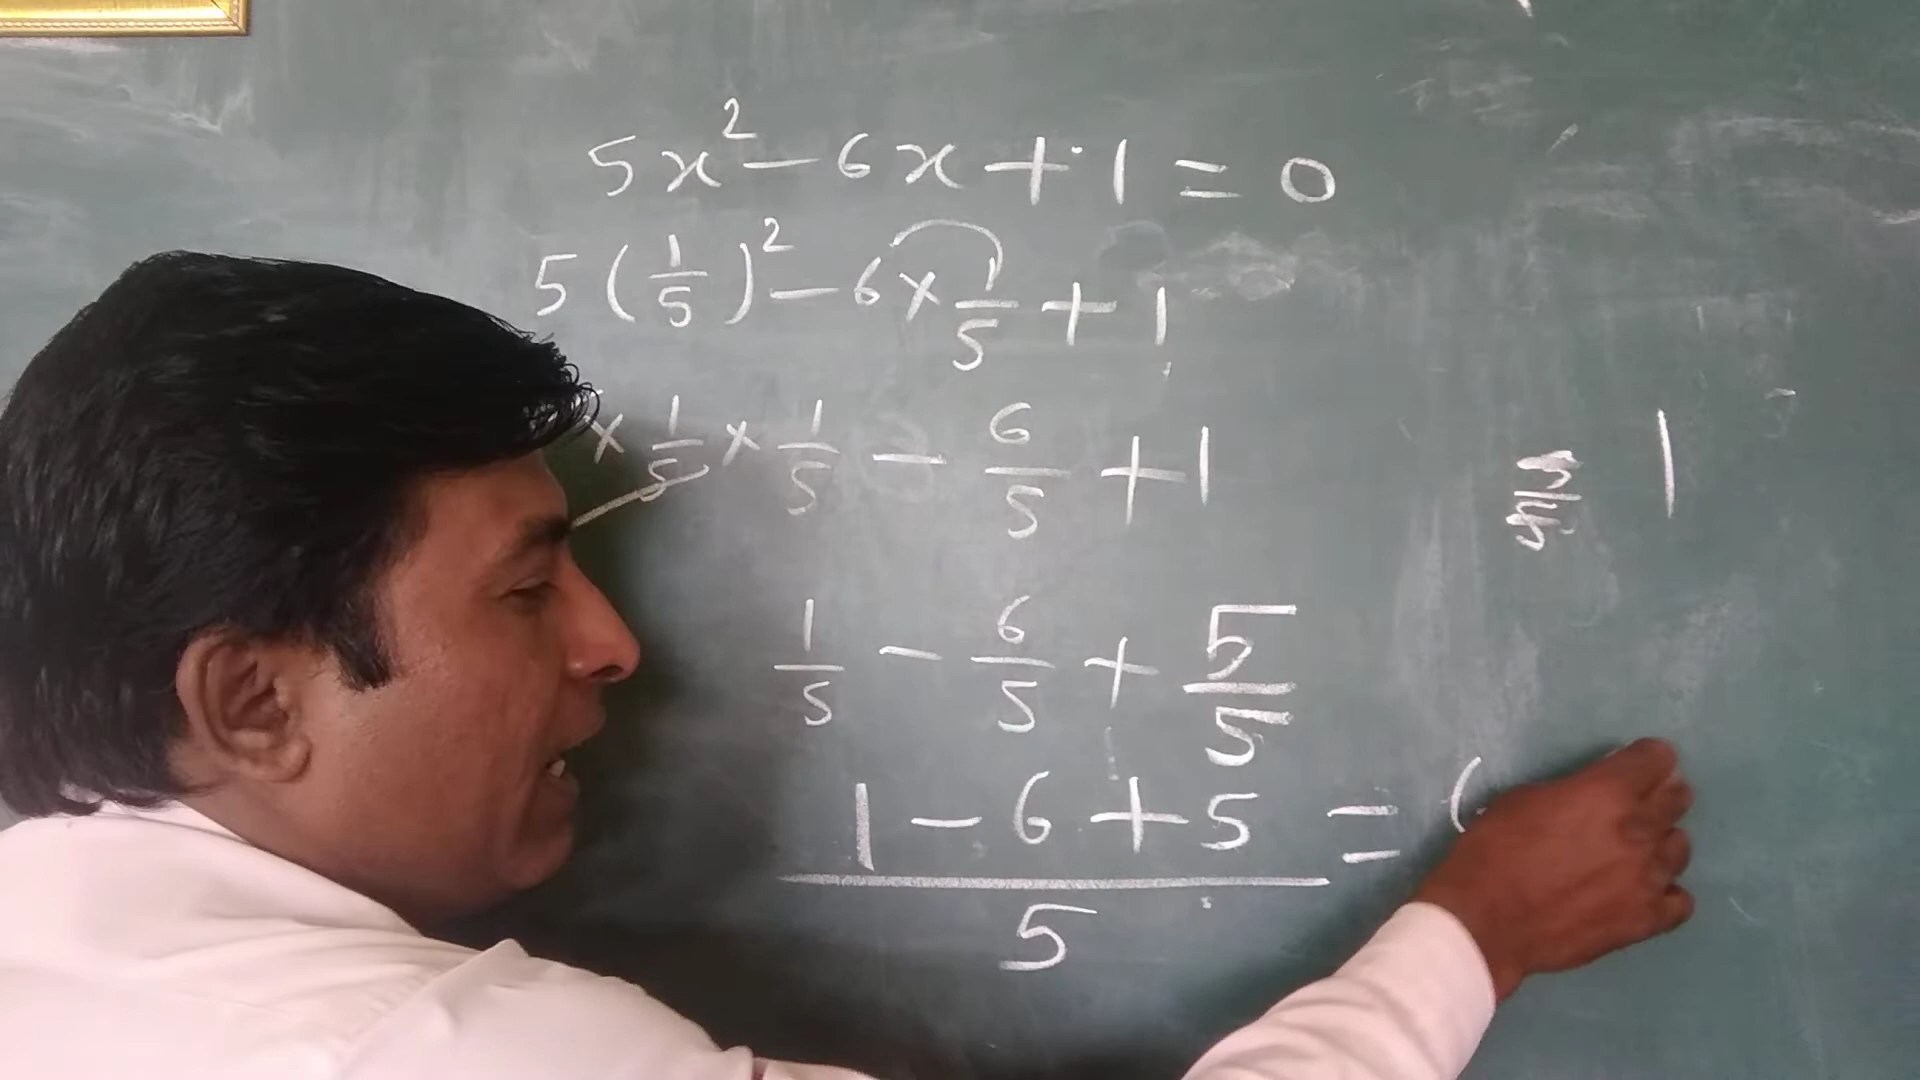 5x² - 6x + 1 = 0
5(1/5)² - 6 × 1/5 + 1
× 1/5 × 1/5 - 6/5 + 1
5/5 1
1/5 - 6/5 + 5/5
(1 - 6 + 5)/5 =